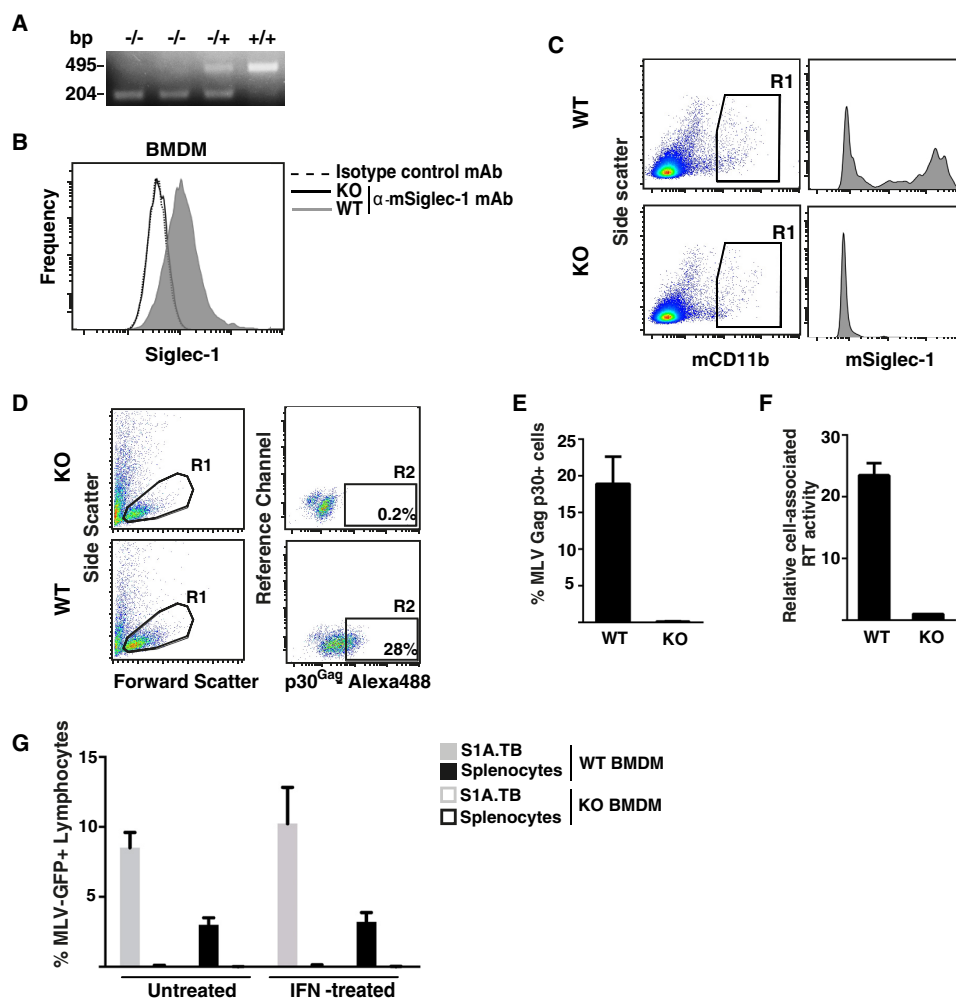 A
bp -/- -/- -/+ +/+
495-
204-
B
BMDM
Frequency
Siglec-1
Isotype control mAb
KO
WT
α-mSiglec-1 mAb
C
WT
KO
Side scatter
R1
R1
mCD11b
mSiglec-1
D
KO
WT
Side Scatter
R1
R1
Forward Scatter
Reference Channel
R2
0.2%
R2
28%
p30Gag- Alexa488
E
% MLV Gag p30+ cells
25
20
15
10
5
WT KO
F
Relative cell-associated
RT activity
30
20
10
WT KO
G
% MLV-GFP+ Lymphocytes
15
10
5
Untreated
IFN -treated
S1A.TB
Splenocytes
WT BMDM
S1A.TB
Splenocytes
KO BMDM